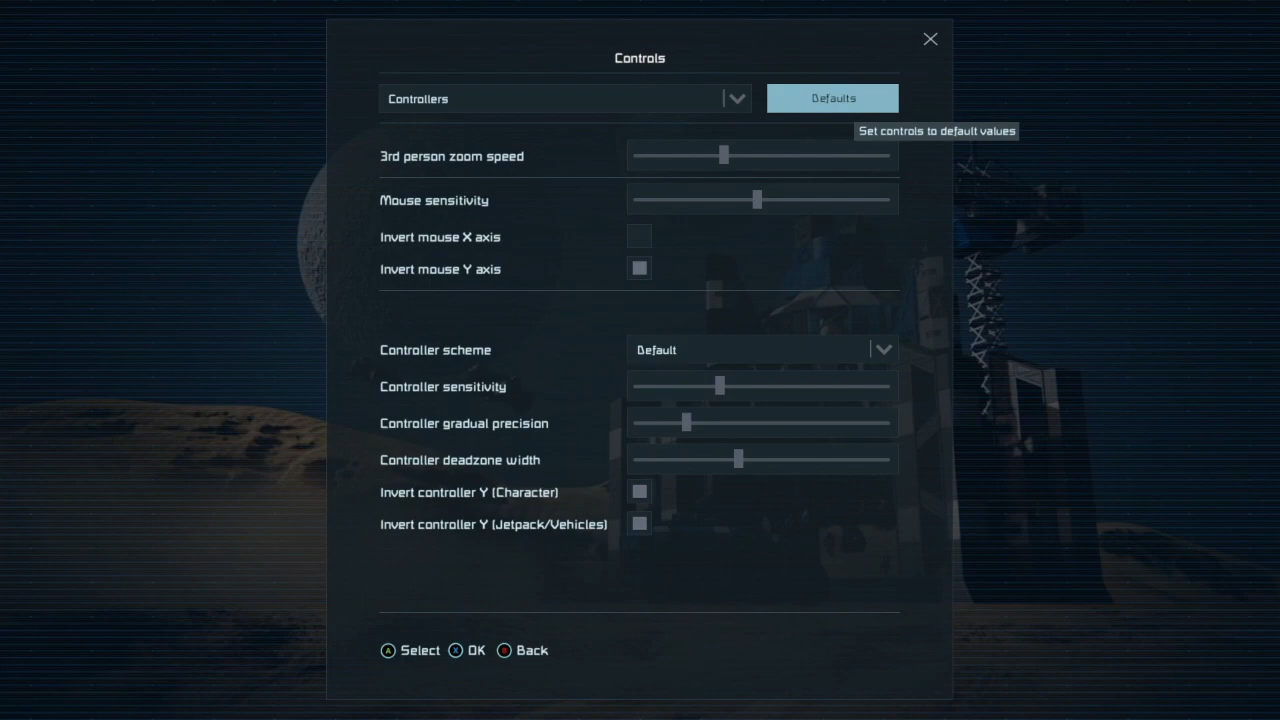 Controls
Controllers
Defaults
Set controls to default values
3rd person zoom speed
Mouse sensitivity
Invert mouse X axis
Invert mouse Y axis
Controller scheme
Default
Controller sensitivity
Controller gradual precision
Controller deadzone width
Invert controller Y (Character)
Invert controller Y (Jetpack/Vehicles)
A Select X OK B Back